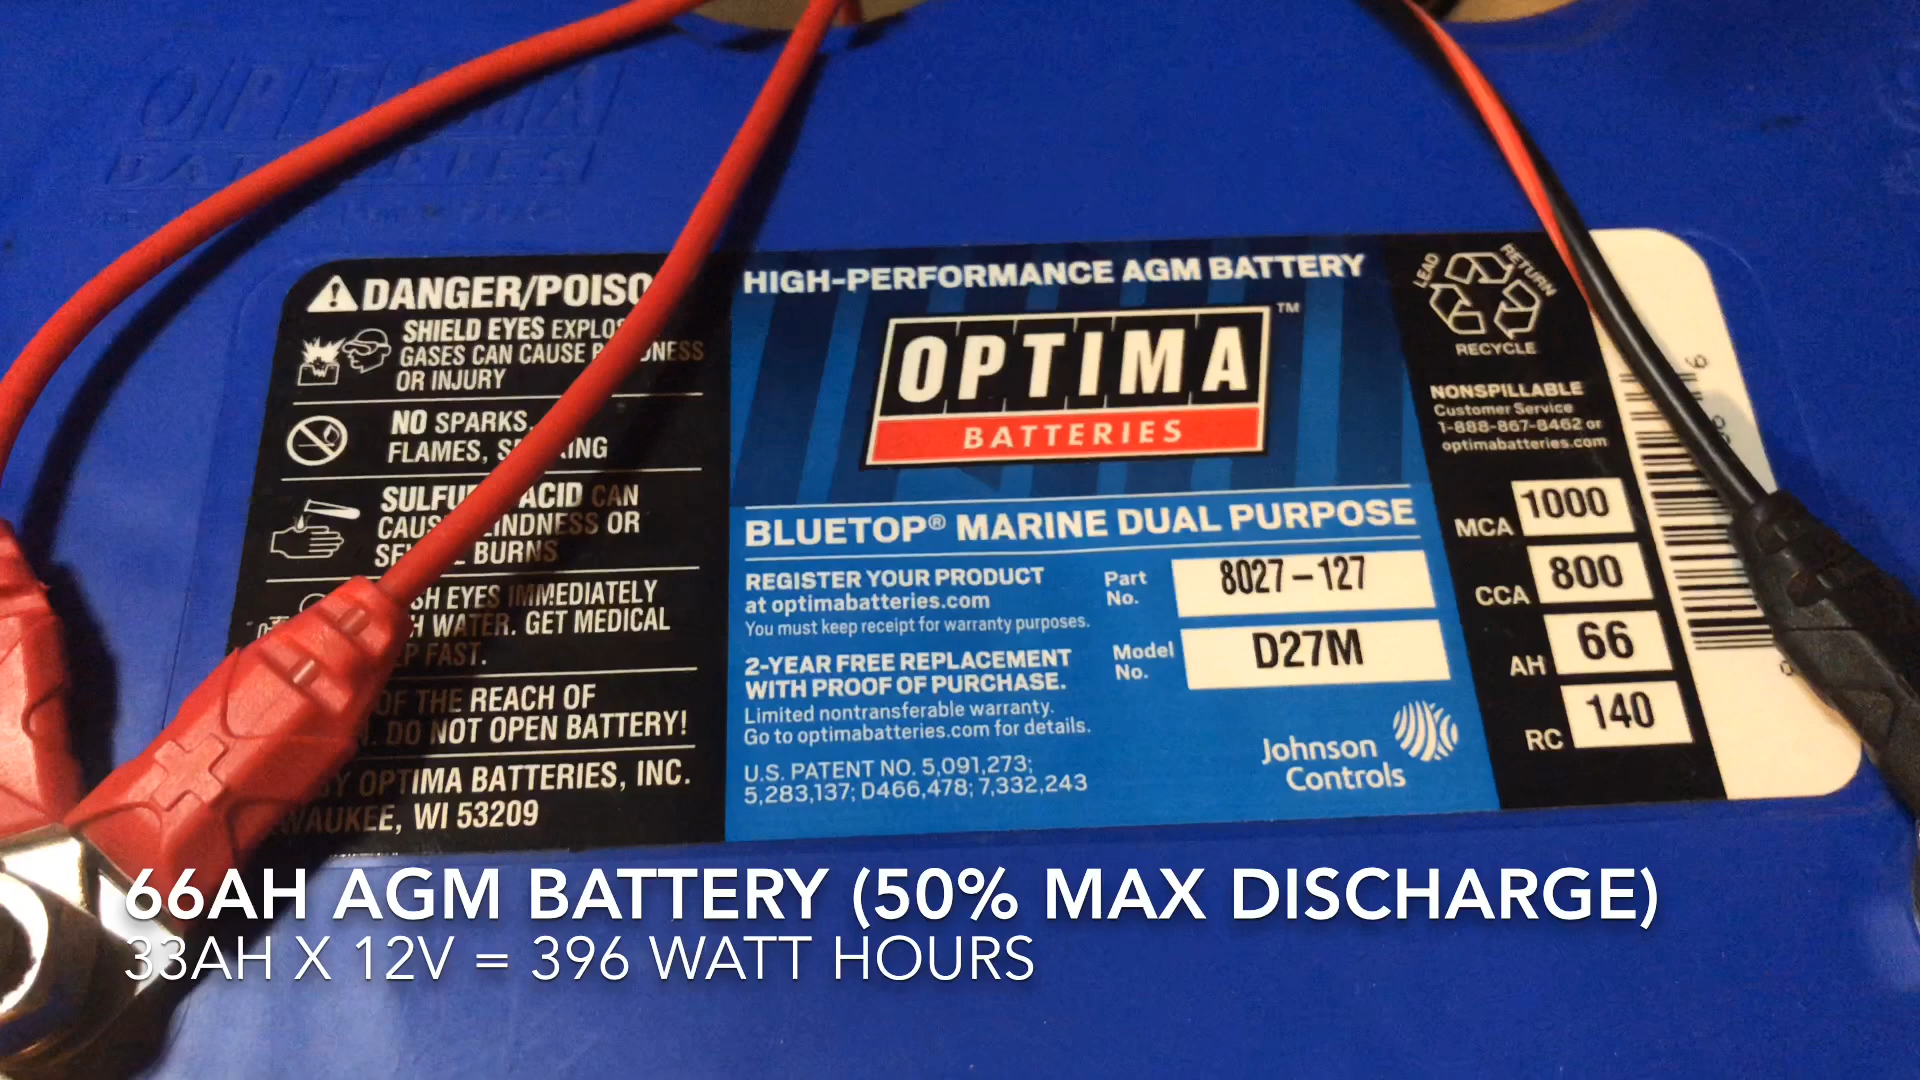 DANGER/POISO
SHIELD EYES
GASES CAN CAUSE
OR INJURY
NO SPARKS,
FLAMES,
ACID CAN
OR
BURNS
EYES IMMEDIATELY
WATER. GET MEDICAL
FAST.
OF THE REACH OF
DO NOT OPEN BATTERY!
OPTIMA BATTERIES, INC.
WI 53209
HIGH-PERFORMANCE AGM BATTERY
OPTIMA™
BATTERIES
BLUETOP® MARINE DUAL PURPOSE
REGISTER YOUR PRODUCT
at optimabatteries.com
You must keep receipt for warranty purposes.
2-YEAR FREE REPLACEMENT
WITH PROOF OF PURCHASE.
Limited nontransferable warranty.
Go to optimabatteries.com for details.
U.S. PATENT NO. 5,091,273;
5,283,137; D466,478; 7,332,243
Part No. 8027-127
Model No. D27M
Johnson
Controls
LEAD RETURN
RECYCLE
NONSPILLABLE
Customer Service
1-888-867-8462 or
optimabatteries.com
MCA 1000
CCA 800
AH 66
RC 140
66AH AGM BATTERY (50% MAX DISCHARGE)
33AH X 12V = 396 WATT HOURS